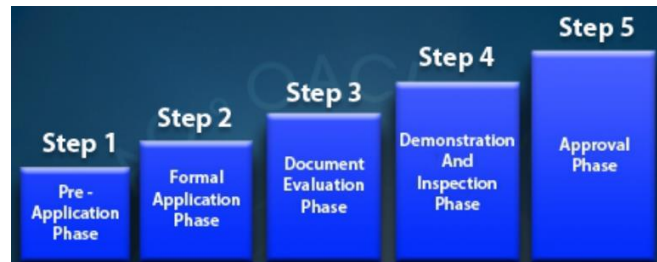 Step 1
Pre -
Application
Phase
Step 2
Formal
Application
Phase
Step 3
Document
Evaluation
Phase
Step 4
Demonstration
And
Inspection
Phase
Step 5
Approval
Phase